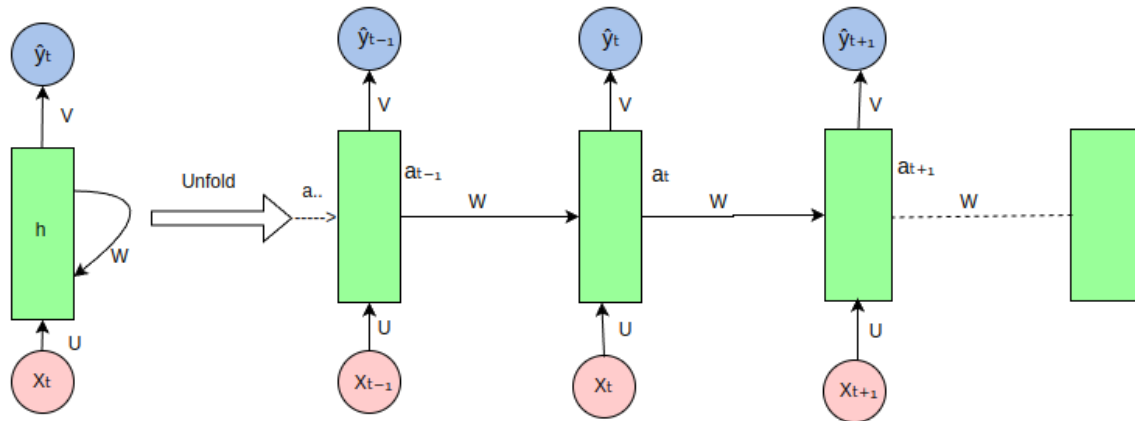 ŷt
V
h
W
U
Xt
Unfold
a..
ŷt−1
V
at−1
W
U
Xt−1
ŷt
V
at
W
U
Xt
ŷt+1
V
at+1
W
U
Xt+1